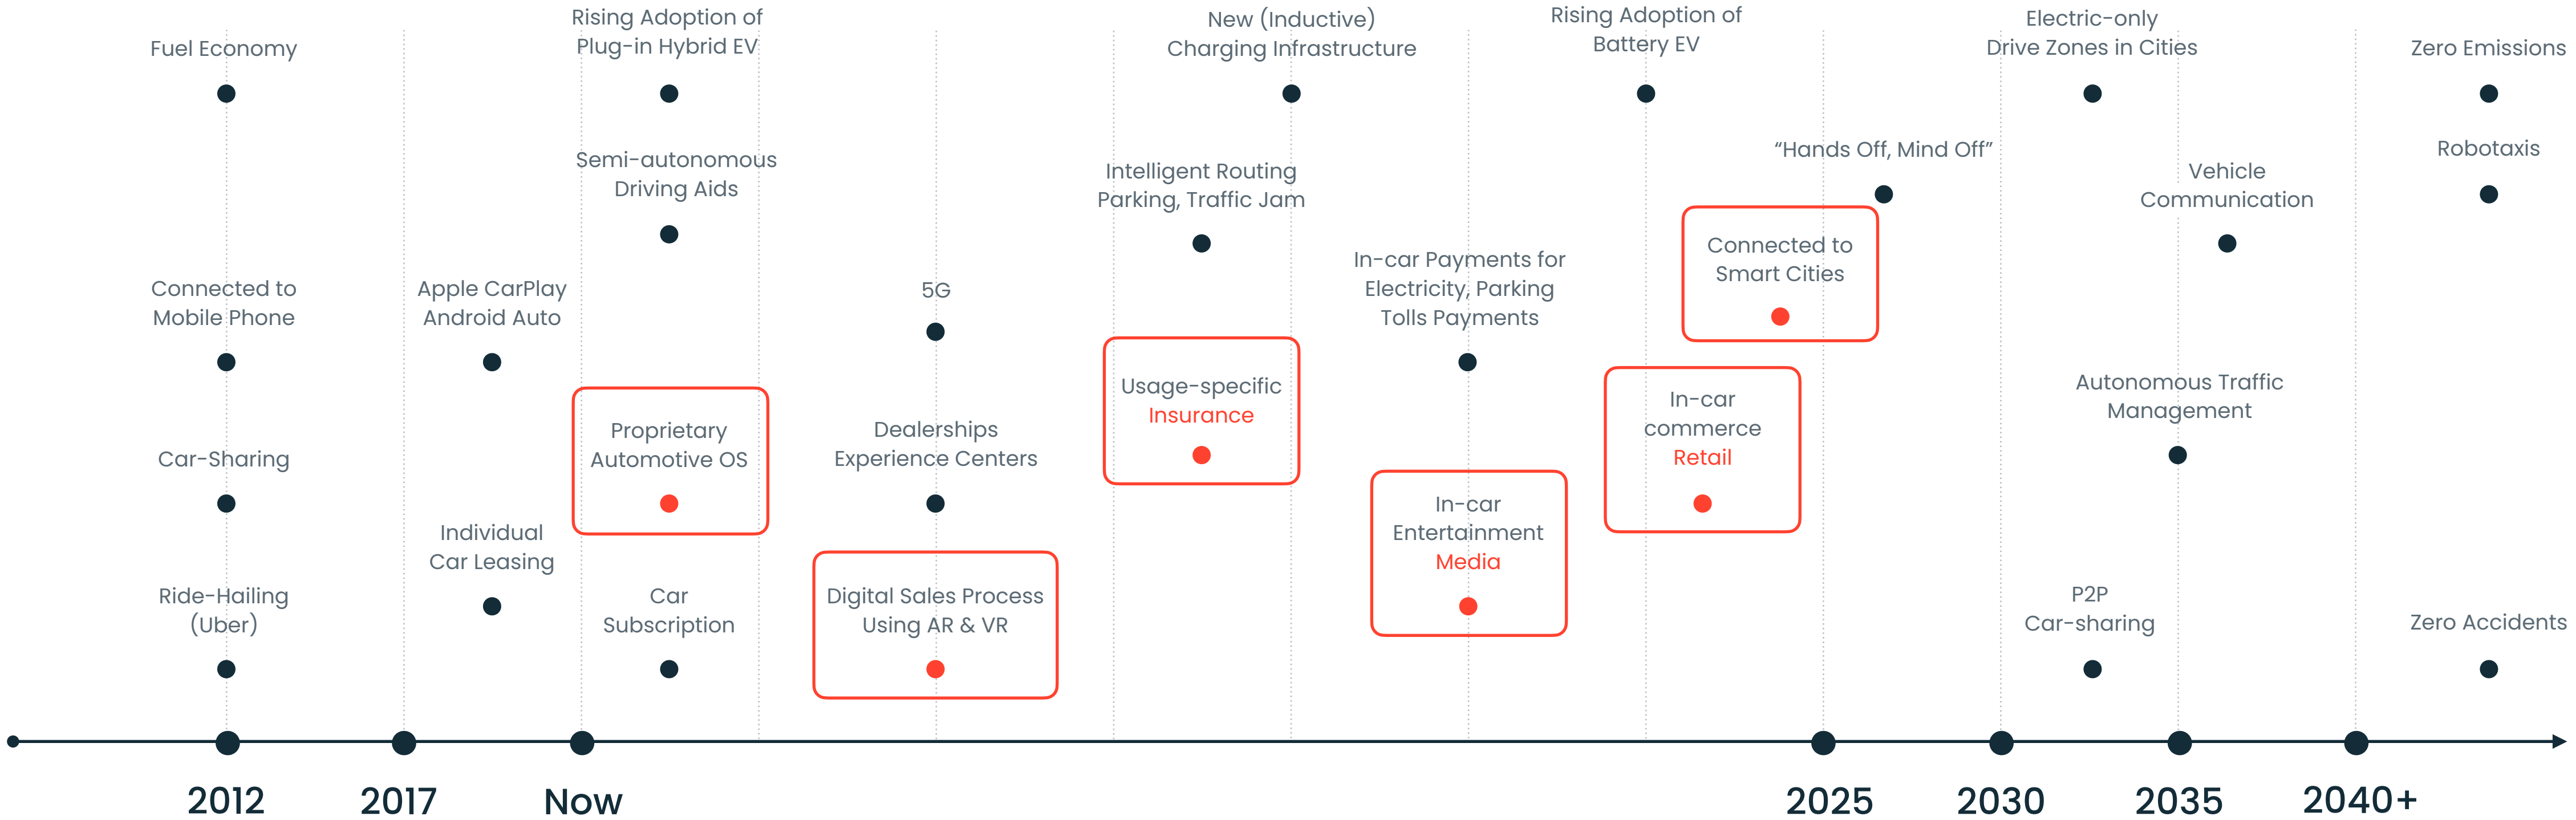 Fuel Economy
Connected to
Mobile Phone
Car-Sharing
Ride-Hailing
(Uber)
Apple CarPlay
Android Auto
Individual
Car Leasing
Rising Adoption of
Plug-in Hybrid EV
Semi-autonomous
Driving Aids
Proprietary
Automotive OS
Car
Subscription
5G
Dealerships
Experience Centers
Digital Sales Process
Using AR & VR
New (Inductive)
Charging Infrastructure
Intelligent Routing
Parking, Traffic Jam
Usage-specific
Insurance
In-car Payments for
Electricity, Parking
Tolls Payments
In-car
Entertainment
Media
Rising Adoption of
Battery EV
In-car
commerce
Retail
"Hands Off, Mind Off"
Connected to
Smart Cities
Electric-only
Drive Zones in Cities
Vehicle
Communication
Autonomous Traffic
Management
P2P
Car-sharing
Zero Emissions
Robotaxis
Zero Accidents
2012
2017
Now
2025
2030
2035
2040+